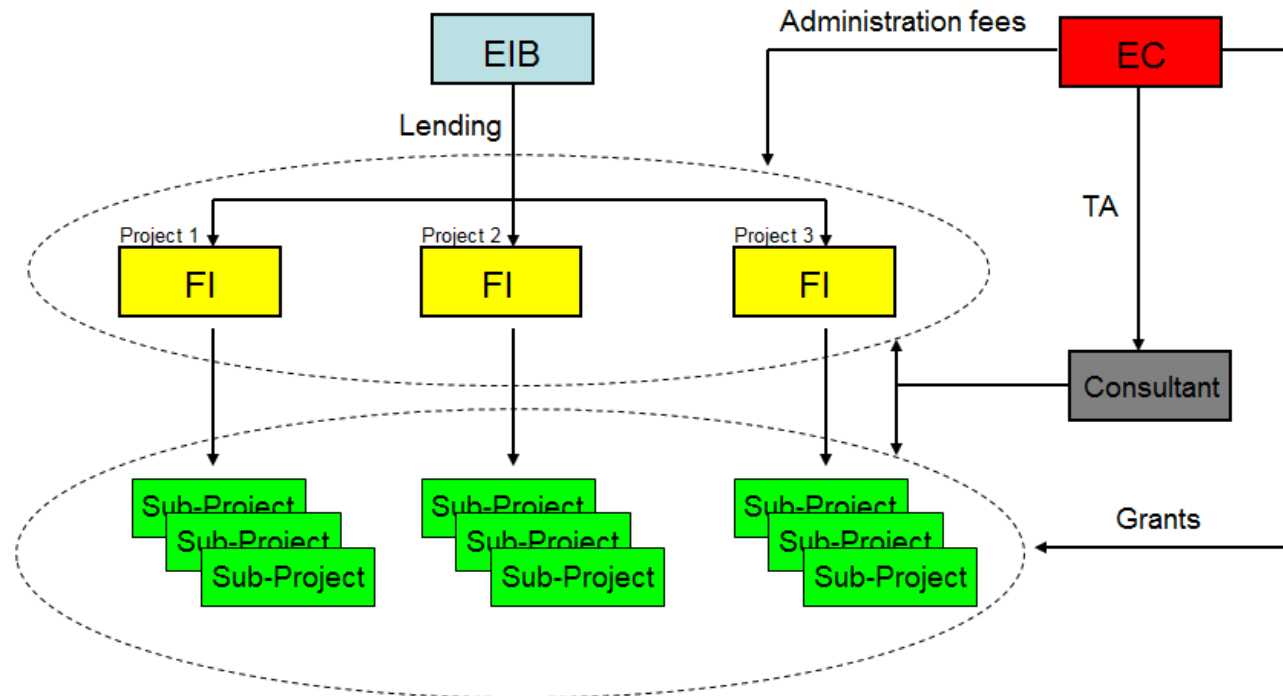 Administration fees
EIB
EC
Lending
TA
Project 1
Project 2
Project 3
FI
FI
FI
Consultant
Sub-Project
Sub-Project
Sub-Project
Sub-Project
Sub-Project
Sub-Project
Sub-Project
Sub-Project
Sub-Project
Grants